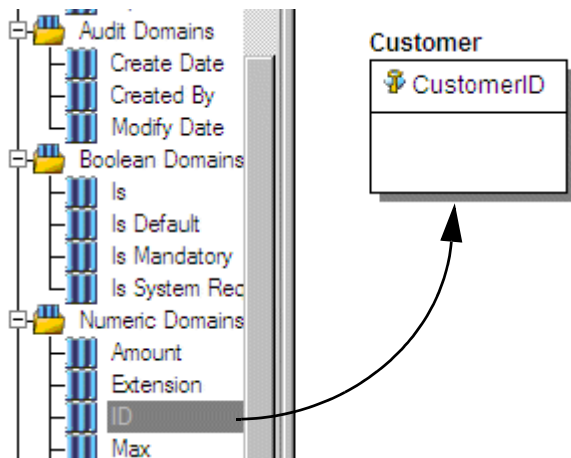 Audit Domains
Create Date
Created By
Modify Date
Boolean Domains
Is
Is Default
Is Mandatory
Is System Rec
Numeric Domains
Amount
Extension
ID
Max
Customer
CustomerID